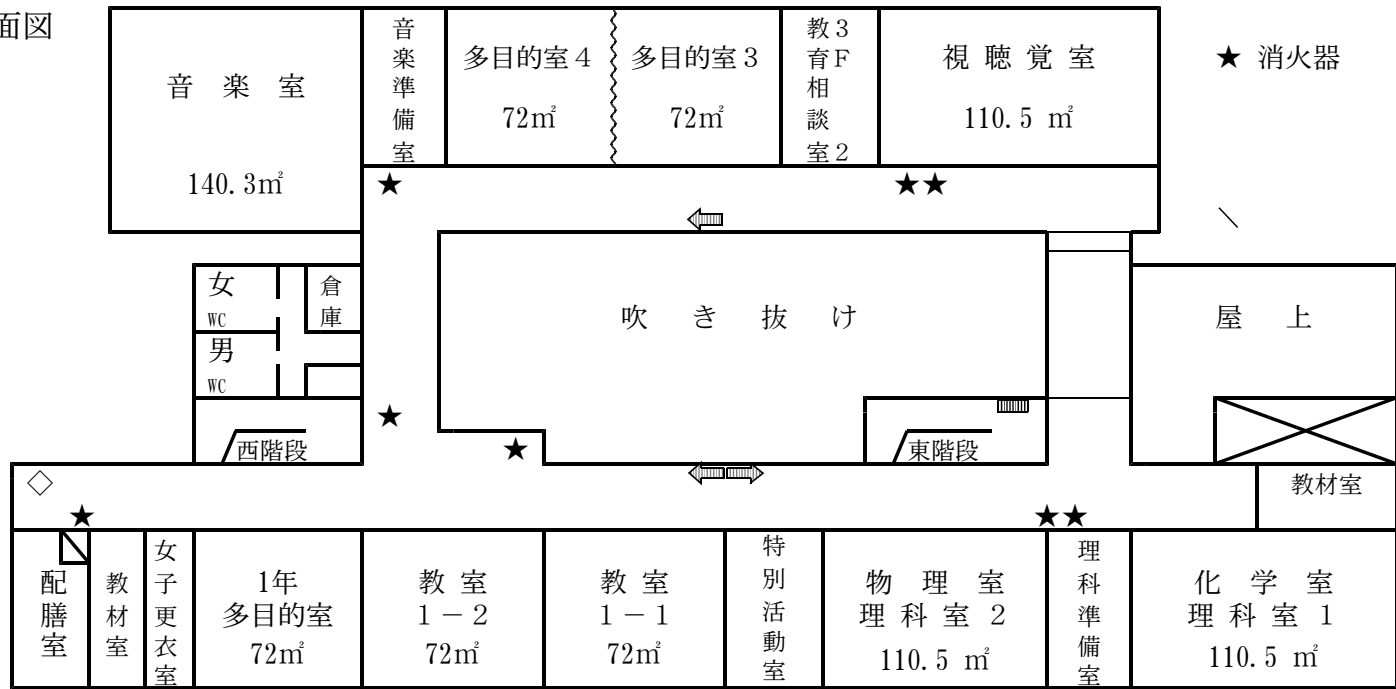 面図
音楽室
140.3㎡
音楽準備室
多目的室4
72㎡
多目的室3
72㎡
教育相談室2
3F
視聴覚室
110.5 ㎡
★ 消火器
★
★★
女
WC
倉庫
男
WC
吹き抜け
屋上
★
西階段
★
東階段
◇
★
★★
教材室
配膳室
教材室
女子更衣室
1年
多目的室
72㎡
教室
1-2
72㎡
教室
1-1
72㎡
特別活動室
物理室
理科室2
110.5 ㎡
理科準備室
化学室
理科室1
110.5 ㎡